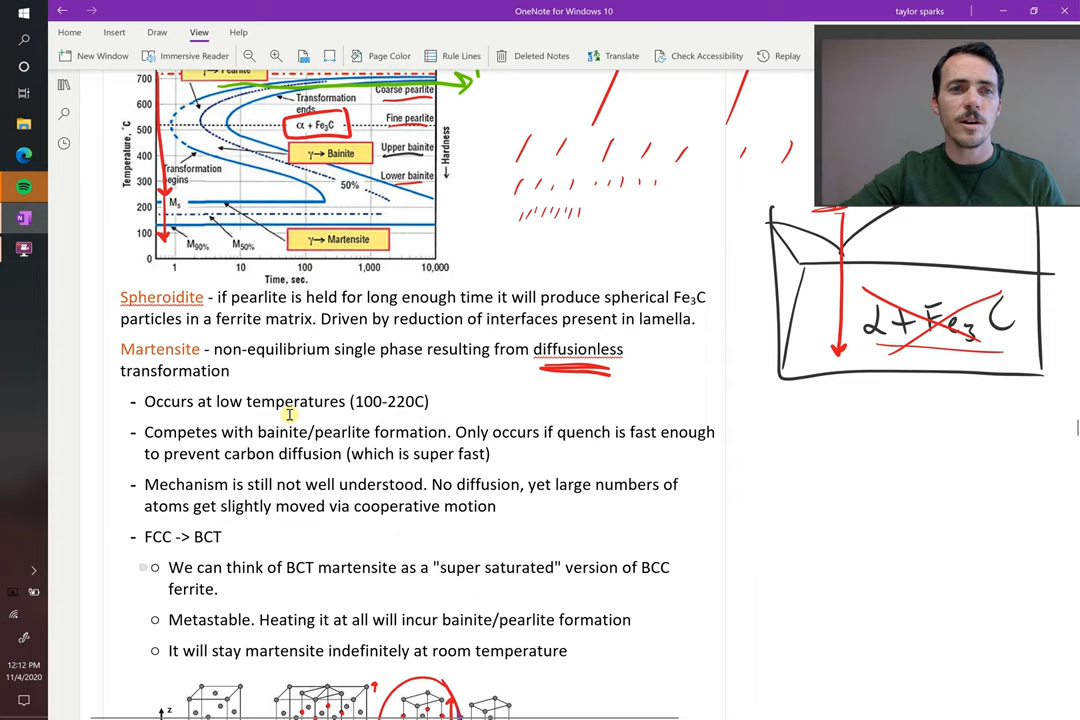 OneNote for Windows 10
taylor sparks
Home Insert Draw View Help
New Window Immersive Reader Page Color Rule Lines Deleted Notes Translate Check Accessibility Replay
γ→ Pearlite
Coarse pearlite
Transformation
ends
α + Fe3C
Fine pearlite
γ→ Bainite
Upper bainite
Lower bainite
Transformation
begins
50%
Ms
M90%
M50%
γ→ Martensite
Temperature, °C
← Hardness
700
600
500
400
300
200
100
0
1 10 100 1,000 10,000
Time, sec.
α + Fe3 C
Spheroidite - if pearlite is held for long enough time it will produce spherical Fe3C
particles in a ferrite matrix. Driven by reduction of interfaces present in lamella.
Martensite - non-equilibrium single phase resulting from diffusionless
transformation
- Occurs at low temperatures (100-220C)
- Competes with bainite/pearlite formation. Only occurs if quench is fast enough
to prevent carbon diffusion (which is super fast)
- Mechanism is still not well understood. No diffusion, yet large numbers of
atoms get slightly moved via cooperative motion
- FCC -> BCT
o We can think of BCT martensite as a "super saturated" version of BCC
ferrite.
o Metastable. Heating it at all will incur bainite/pearlite formation
o It will stay martensite indefinitely at room temperature
z
12:12 PM
11/4/2020